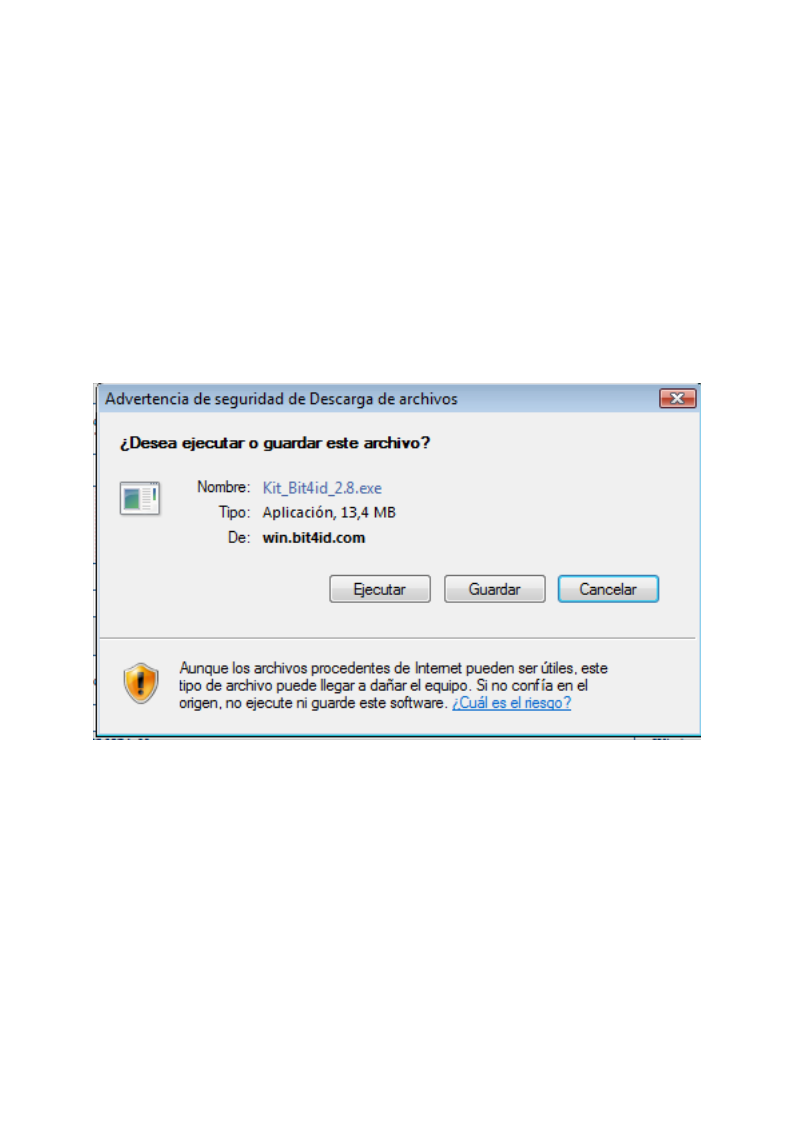 Advertencia de seguridad de Descarga de archivos
¿Desea ejecutar o guardar este archivo?
Nombre: Kit_Bit4id_2.8.exe
Tipo: Aplicación, 13,4 MB
De: win.bit4id.com
Ejecutar Guardar Cancelar
Aunque los archivos procedentes de Internet pueden ser útiles, este
tipo de archivo puede llegar a dañar el equipo. Si no confía en el
origen, no ejecute ni guarde este software. ¿Cuál es el riesgo?